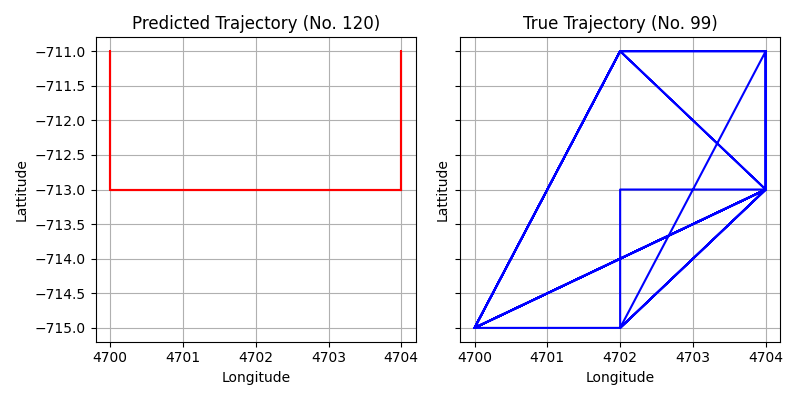 Predicted Trajectory (No. 120)
True Trajectory (No. 99)
−711.0
−711.5
−712.0
−712.5
−713.0
−713.5
−714.0
−714.5
−715.0
Lattitude
Lattitude
4700 4701 4702 4703 4704
4700 4701 4702 4703 4704
Longitude
Longitude